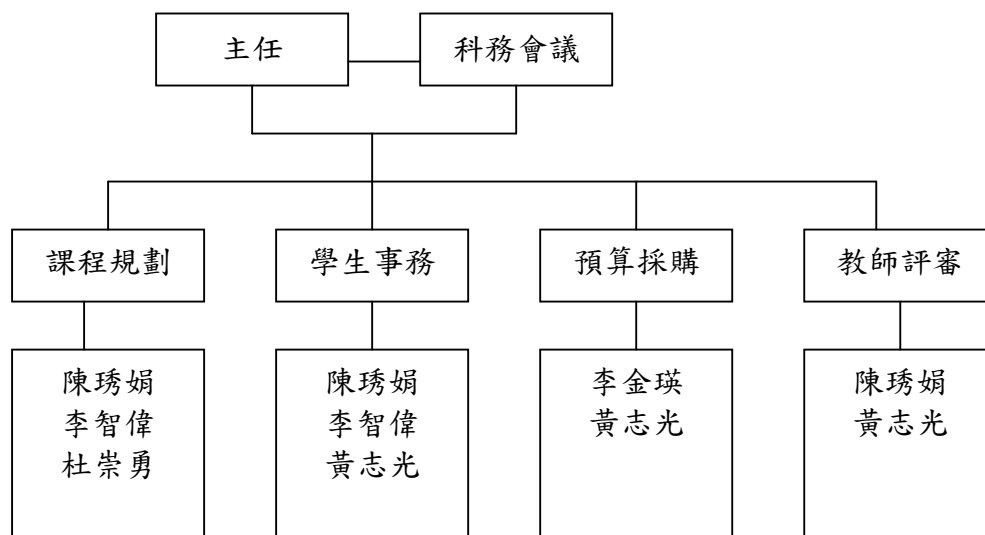 主任
科務會議
課程規劃
學生事務
預算採購
教師評審
陳琇娟
李智偉
杜崇勇
陳琇娟
李智偉
黃志光
李金瑛
黃志光
陳琇娟
黃志光